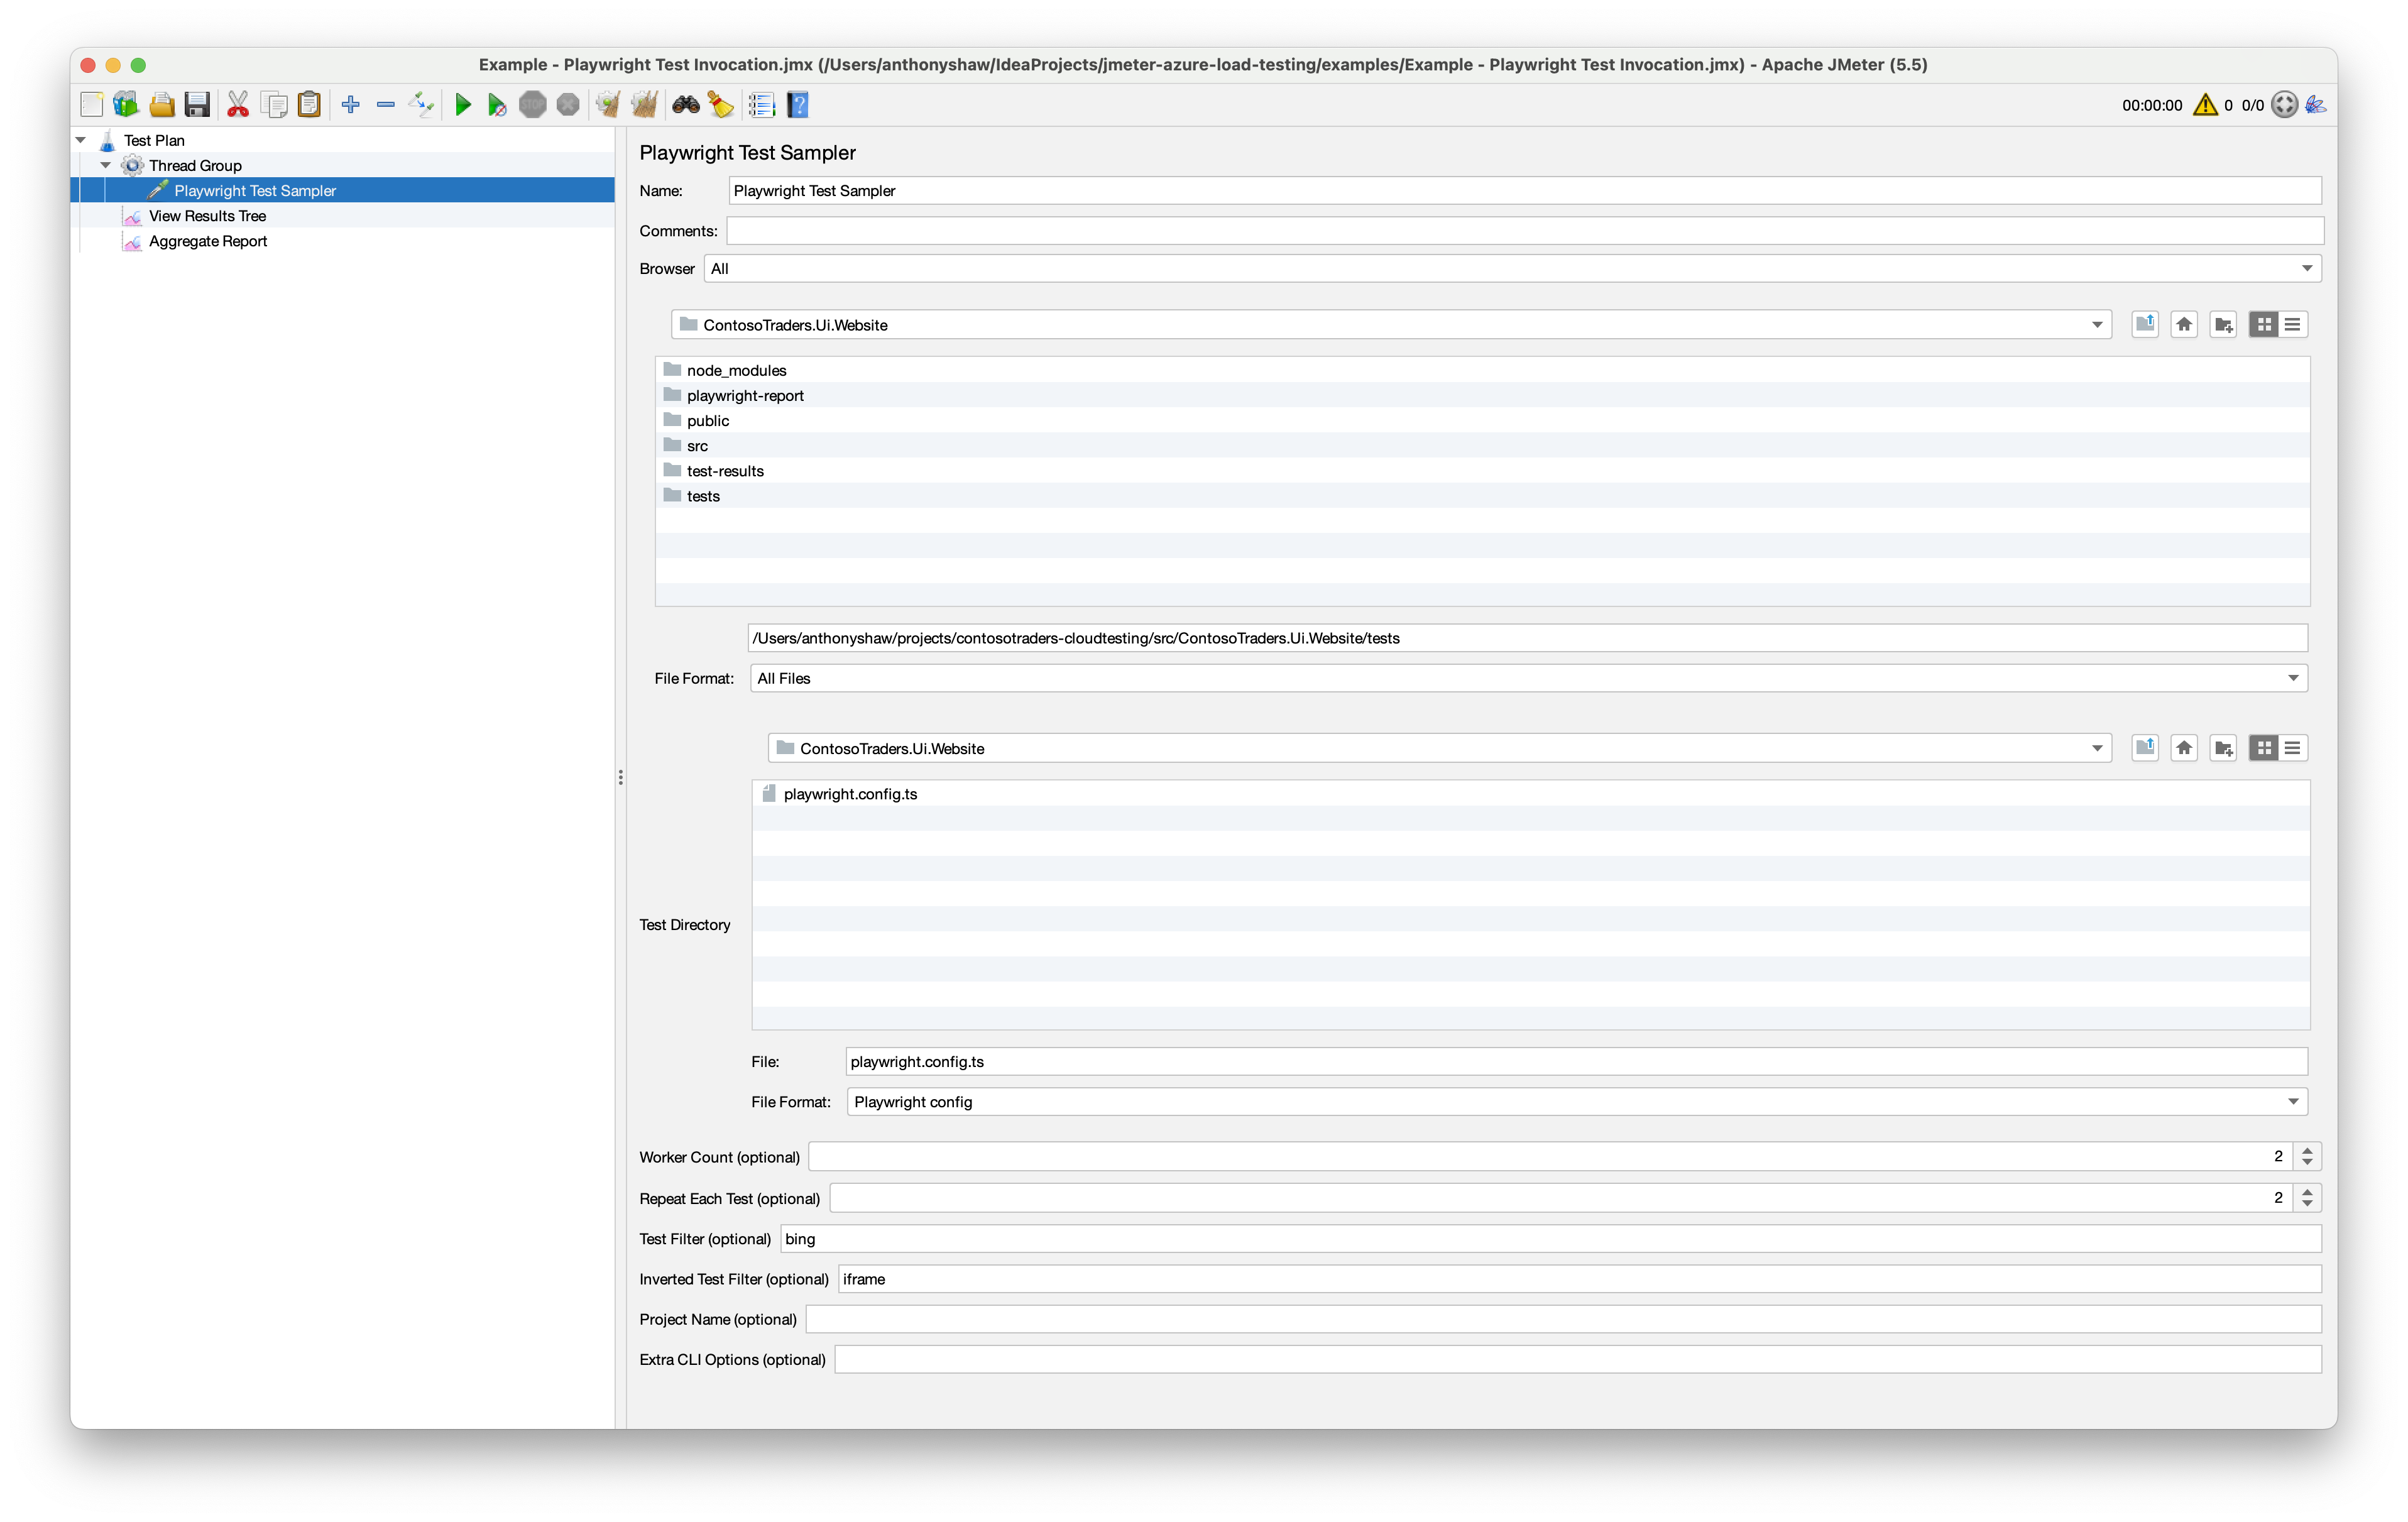 Example - Playwright Test Invocation.jmx (/Users/anthonyshaw/IdeaProjects/jmeter-azure-load-testing/examples/Example - Playwright Test Invocation.jmx) - Apache JMeter (5.5)
STOP
?
00:00:00 0 0/0
Test Plan
Thread Group
Playwright Test Sampler
View Results Tree
Aggregate Report
Playwright Test Sampler
Name: Playwright Test Sampler
Comments:
Browser All
ContosoTraders.Ui.Website
node_modules
playwright-report
public
src
test-results
tests
/Users/anthonyshaw/projects/contosotraders-cloudtesting/src/ContosoTraders.Ui.Website/tests
File Format: All Files
ContosoTraders.Ui.Website
playwright.config.ts
Test Directory
File: playwright.config.ts
File Format: Playwright config
Worker Count (optional) 2
Repeat Each Test (optional) 2
Test Filter (optional) bing
Inverted Test Filter (optional) iframe
Project Name (optional)
Extra CLI Options (optional)